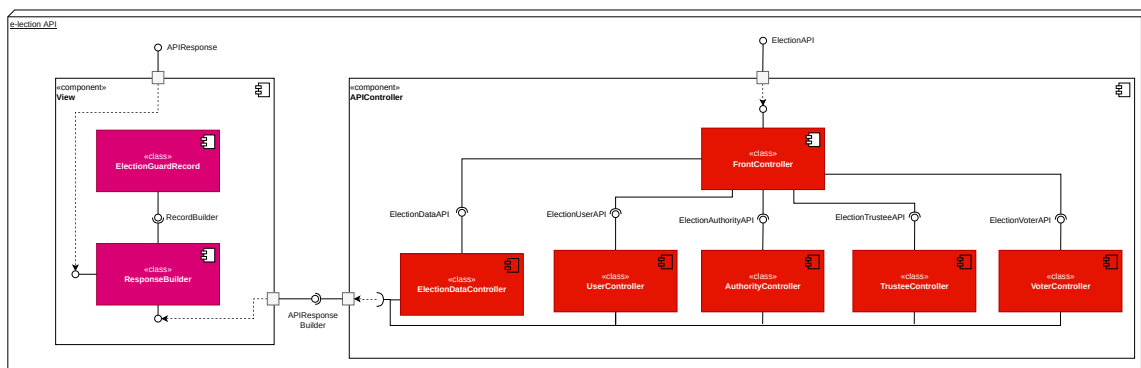 e-lection API
APIResponse
ElectionAPI
«component»
View
«component»
APIController
«class»
ElectionGuardRecord
«class»
FrontController
RecordBuilder
ElectionDataAPI
ElectionUserAPI
ElectionAuthorityAPI
ElectionTrusteeAPI
ElectionVoterAPI
«class»
ResponseBuilder
«class»
ElectionDataController
«class»
UserController
«class»
AuthorityController
«class»
TrusteeController
«class»
VoterController
APIResponse
Builder